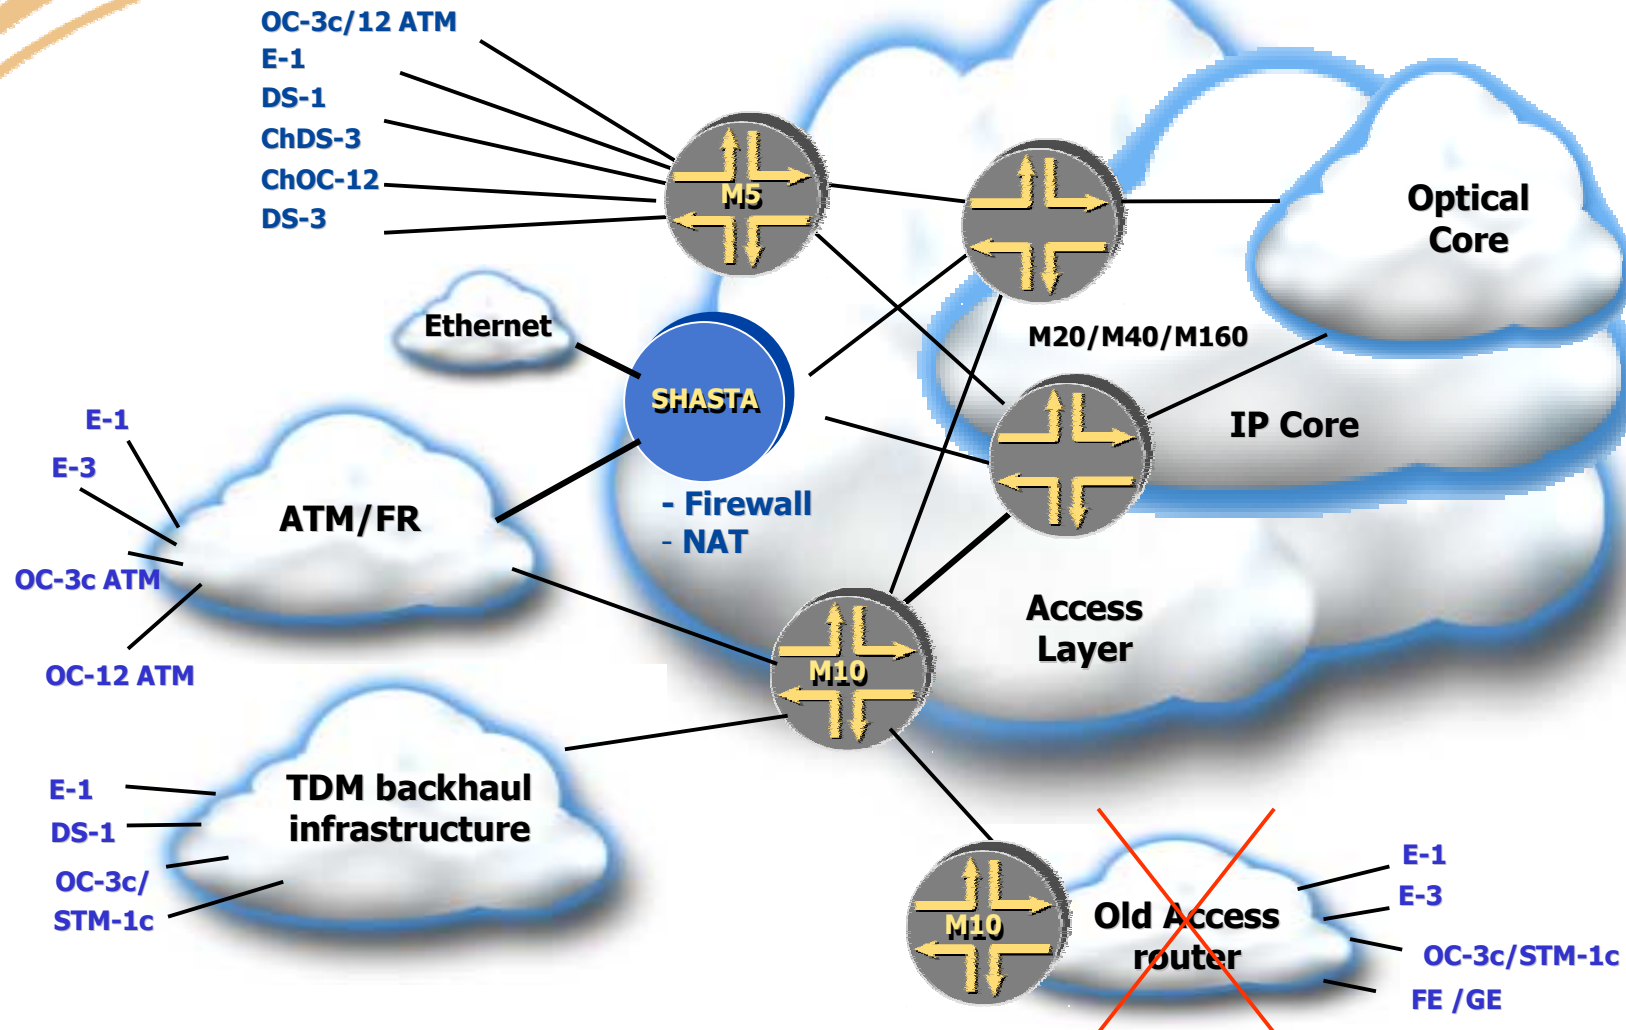 OC-3c/12 ATM
E-1
DS-1
ChDS-3
ChOC-12
DS-3
M5
Optical
Core
Ethernet
M20/M40/M160
SHASTA
IP Core
- Firewall
- NAT
E-1
E-3
ATM/FR
OC-3c ATM
OC-12 ATM
Access
Layer
M10
TDM backhaul
infrastructure
E-1
DS-1
OC-3c/
STM-1c
M10
Old Access
router
E-1
E-3
OC-3c/STM-1c
FE /GE